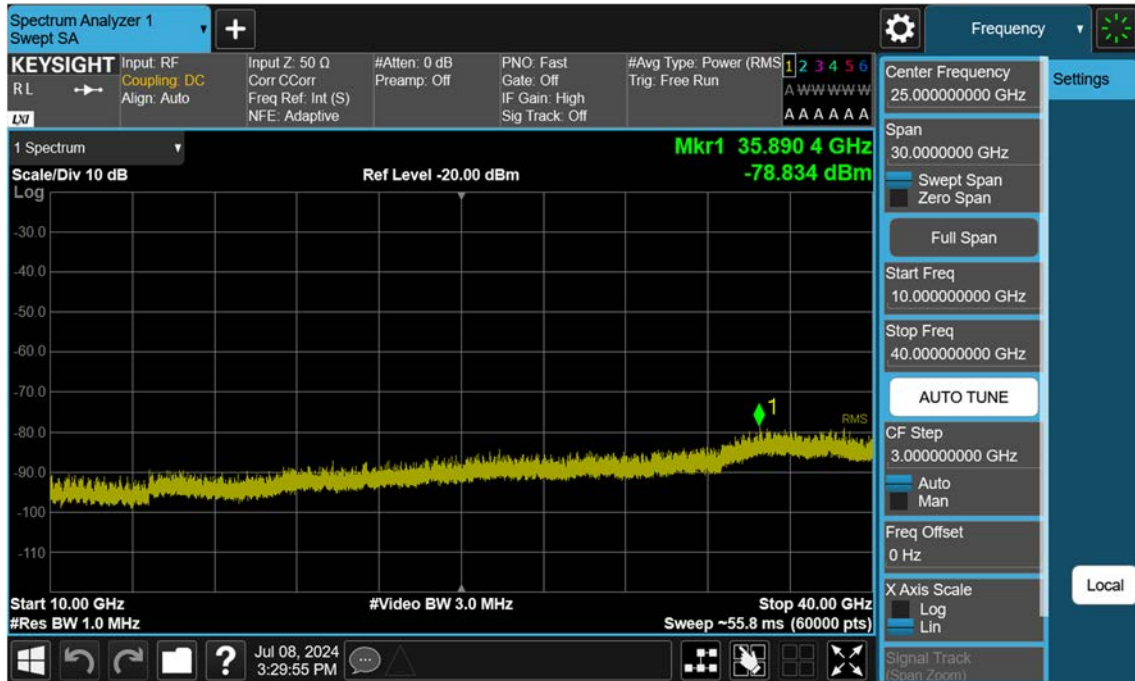 Spectrum Analyzer 1
Swept SA
Frequency
KEYSIGHT
Input: RF
Coupling: DC
Align: Auto
Input Z: 50 Ω
Corr CCorr
Freq Ref: Int (S)
NFE: Adaptive
#Atten: 0 dB
Preamp: Off
PNO: Fast
Gate: Off
IF Gain: High
Sig Track: Off
#Avg Type: Power (RMS
Trig: Free Run
1 2 3 4 5 6
A W W W W W
A A A A A A
R L
LXI
1 Spectrum
Mkr1 35.890 4 GHz
Scale/Div 10 dB
Ref Level -20.00 dBm
-78.834 dBm
Log
-30.0
-40.0
-50.0
-60.0
-70.0
-80.0
-90.0
-100
-110
1
RMS
Start 10.00 GHz
#Video BW 3.0 MHz
Stop 40.00 GHz
#Res BW 1.0 MHz
Sweep ~55.8 ms (60000 pts)
Center Frequency
25.000000000 GHz
Settings
Span
30.0000000 GHz
Swept Span
Zero Span
Full Span
Start Freq
10.000000000 GHz
Stop Freq
40.000000000 GHz
AUTO TUNE
CF Step
3.000000000 GHz
Auto
Man
Freq Offset
0 Hz
X Axis Scale
Log
Lin
Local
Signal Track
(Span Zoom)
?
Jul 08, 2024
3:29:55 PM